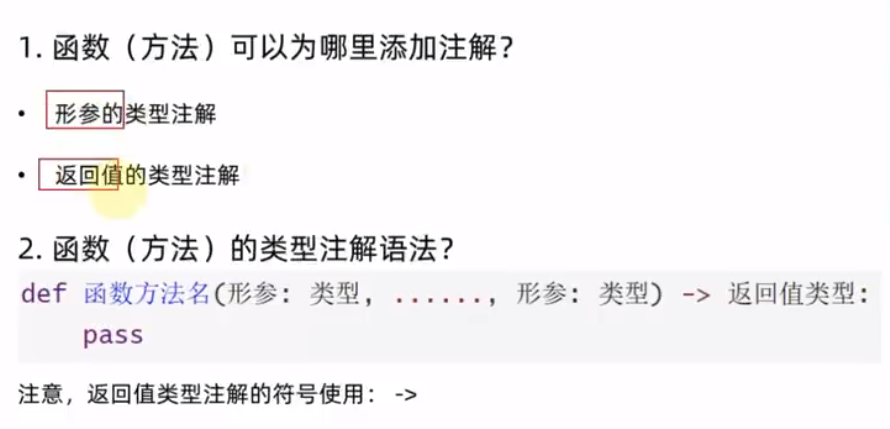 1. 函数（方法）可以为哪里添加注解？
• 形参的类型注解
• 返回值的类型注解
2. 函数（方法）的类型注解语法？
def 函数方法名(形参: 类型, ......, 形参: 类型) -> 返回值类型:
pass
注意，返回值类型注解的符号使用： ->